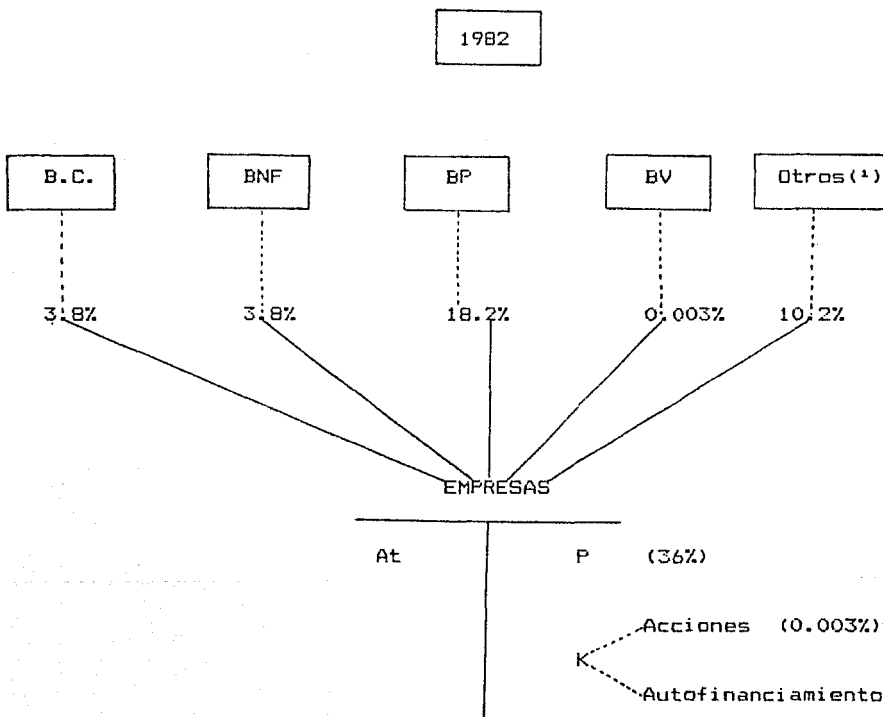 1982
B.C. BNF BP BV Otros(¹)
3.8% 3.8% 18.2% 0.003% 10.2%
EMPRESAS
At P (36%)
Acciones (0.003%)
K
Autofinanciamiento